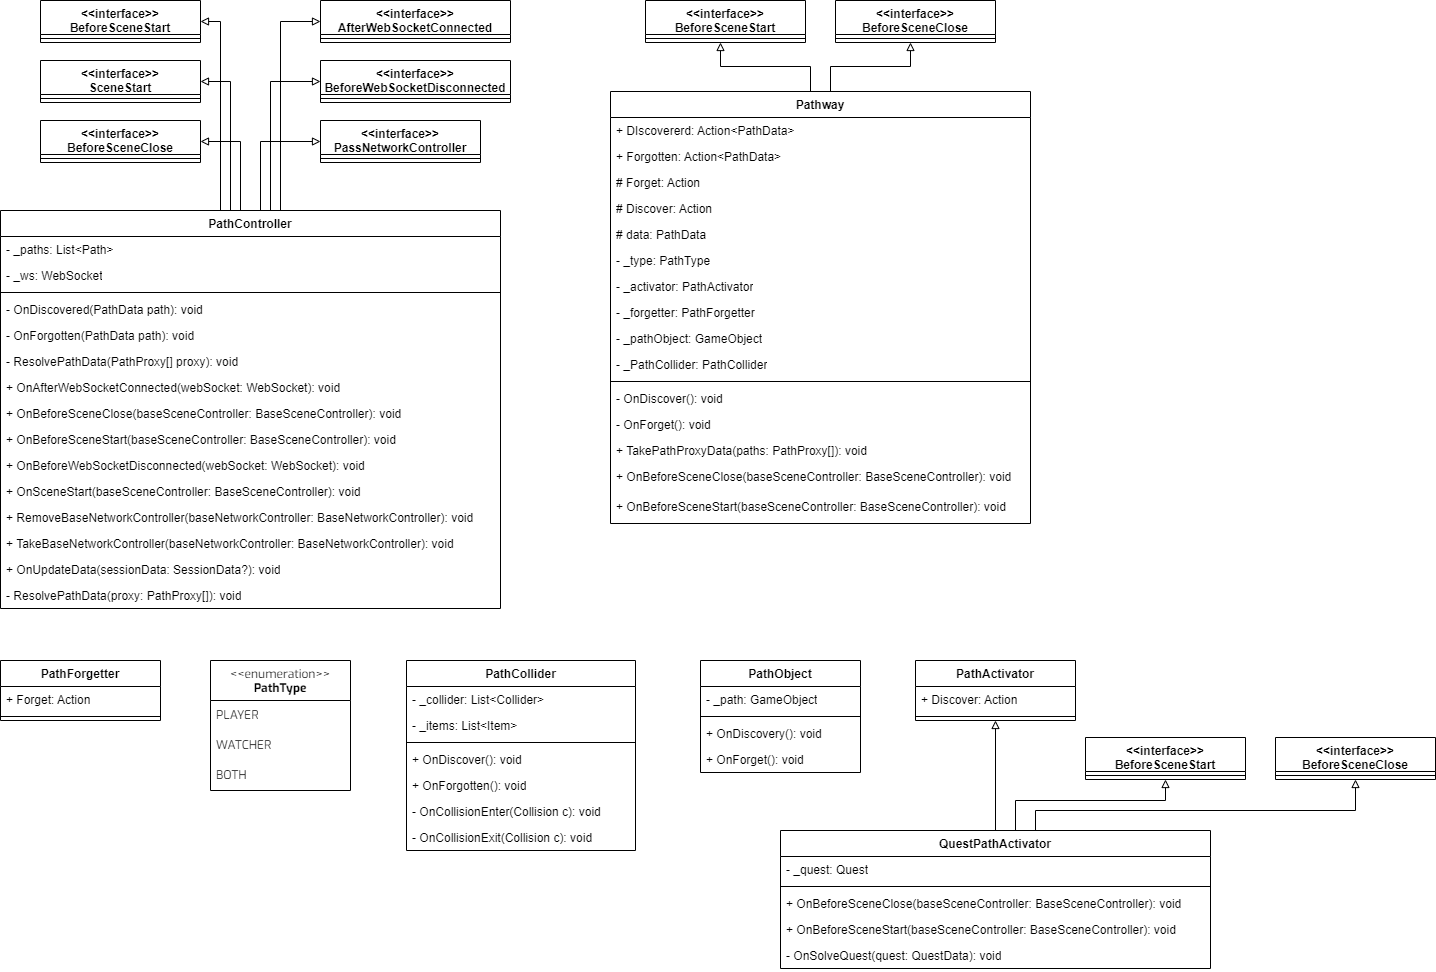 <<interface>>
BeforeSceneStart
<<interface>>
AfterWebSocketConnected
<<interface>>
SceneStart
<<interface>>
BeforeWebSocketDisconnected
<<interface>>
BeforeSceneClose
<<interface>>
PassNetworkController
PathController
- _paths: List<Path>
- _ws: WebSocket
- OnDiscovered(PathData path): void
- OnForgotten(PathData path): void
- ResolvePathData(PathProxy[] proxy): void
+ OnAfterWebSocketConnected(webSocket: WebSocket): void
+ OnBeforeSceneClose(baseSceneController: BaseSceneController): void
+ OnBeforeSceneStart(baseSceneController: BaseSceneController): void
+ OnBeforeWebSocketDisconnected(webSocket: WebSocket): void
+ OnSceneStart(baseSceneController: BaseSceneController): void
+ RemoveBaseNetworkController(baseNetworkController: BaseNetworkController): void
+ TakeBaseNetworkController(baseNetworkController: BaseNetworkController): void
+ OnUpdateData(sessionData: SessionData?): void
- ResolvePathData(proxy: PathProxy[]): void
<<interface>>
BeforeSceneStart
<<interface>>
BeforeSceneClose
Pathway
+ DIscovererd: Action<PathData>
+ Forgotten: Action<PathData>
# Forget: Action
# Discover: Action
# data: PathData
- _type: PathType
- _activator: PathActivator
- _forgetter: PathForgetter
- _pathObject: GameObject
- _PathCollider: PathCollider
- OnDiscover(): void
- OnForget(): void
+ TakePathProxyData(paths: PathProxy[]): void
+ OnBeforeSceneClose(baseSceneController: BaseSceneController): void
+ OnBeforeSceneStart(baseSceneController: BaseSceneController): void
PathForgetter
+ Forget: Action
<<enumeration>>
PathType
PLAYER
WATCHER
BOTH
PathCollider
- _collider: List<Collider>
- _items: List<Item>
+ OnDiscover(): void
+ OnForgotten(): void
- OnCollisionEnter(Collision c): void
- OnCollisionExit(Collision c): void
PathObject
- _path: GameObject
+ OnDiscovery(): void
+ OnForget(): void
PathActivator
+ Discover: Action
<<interface>>
BeforeSceneStart
<<interface>>
BeforeSceneClose
QuestPathActivator
- _quest: Quest
+ OnBeforeSceneClose(baseSceneController: BaseSceneController): void
+ OnBeforeSceneStart(baseSceneController: BaseSceneController): void
- OnSolveQuest(quest: QuestData): void